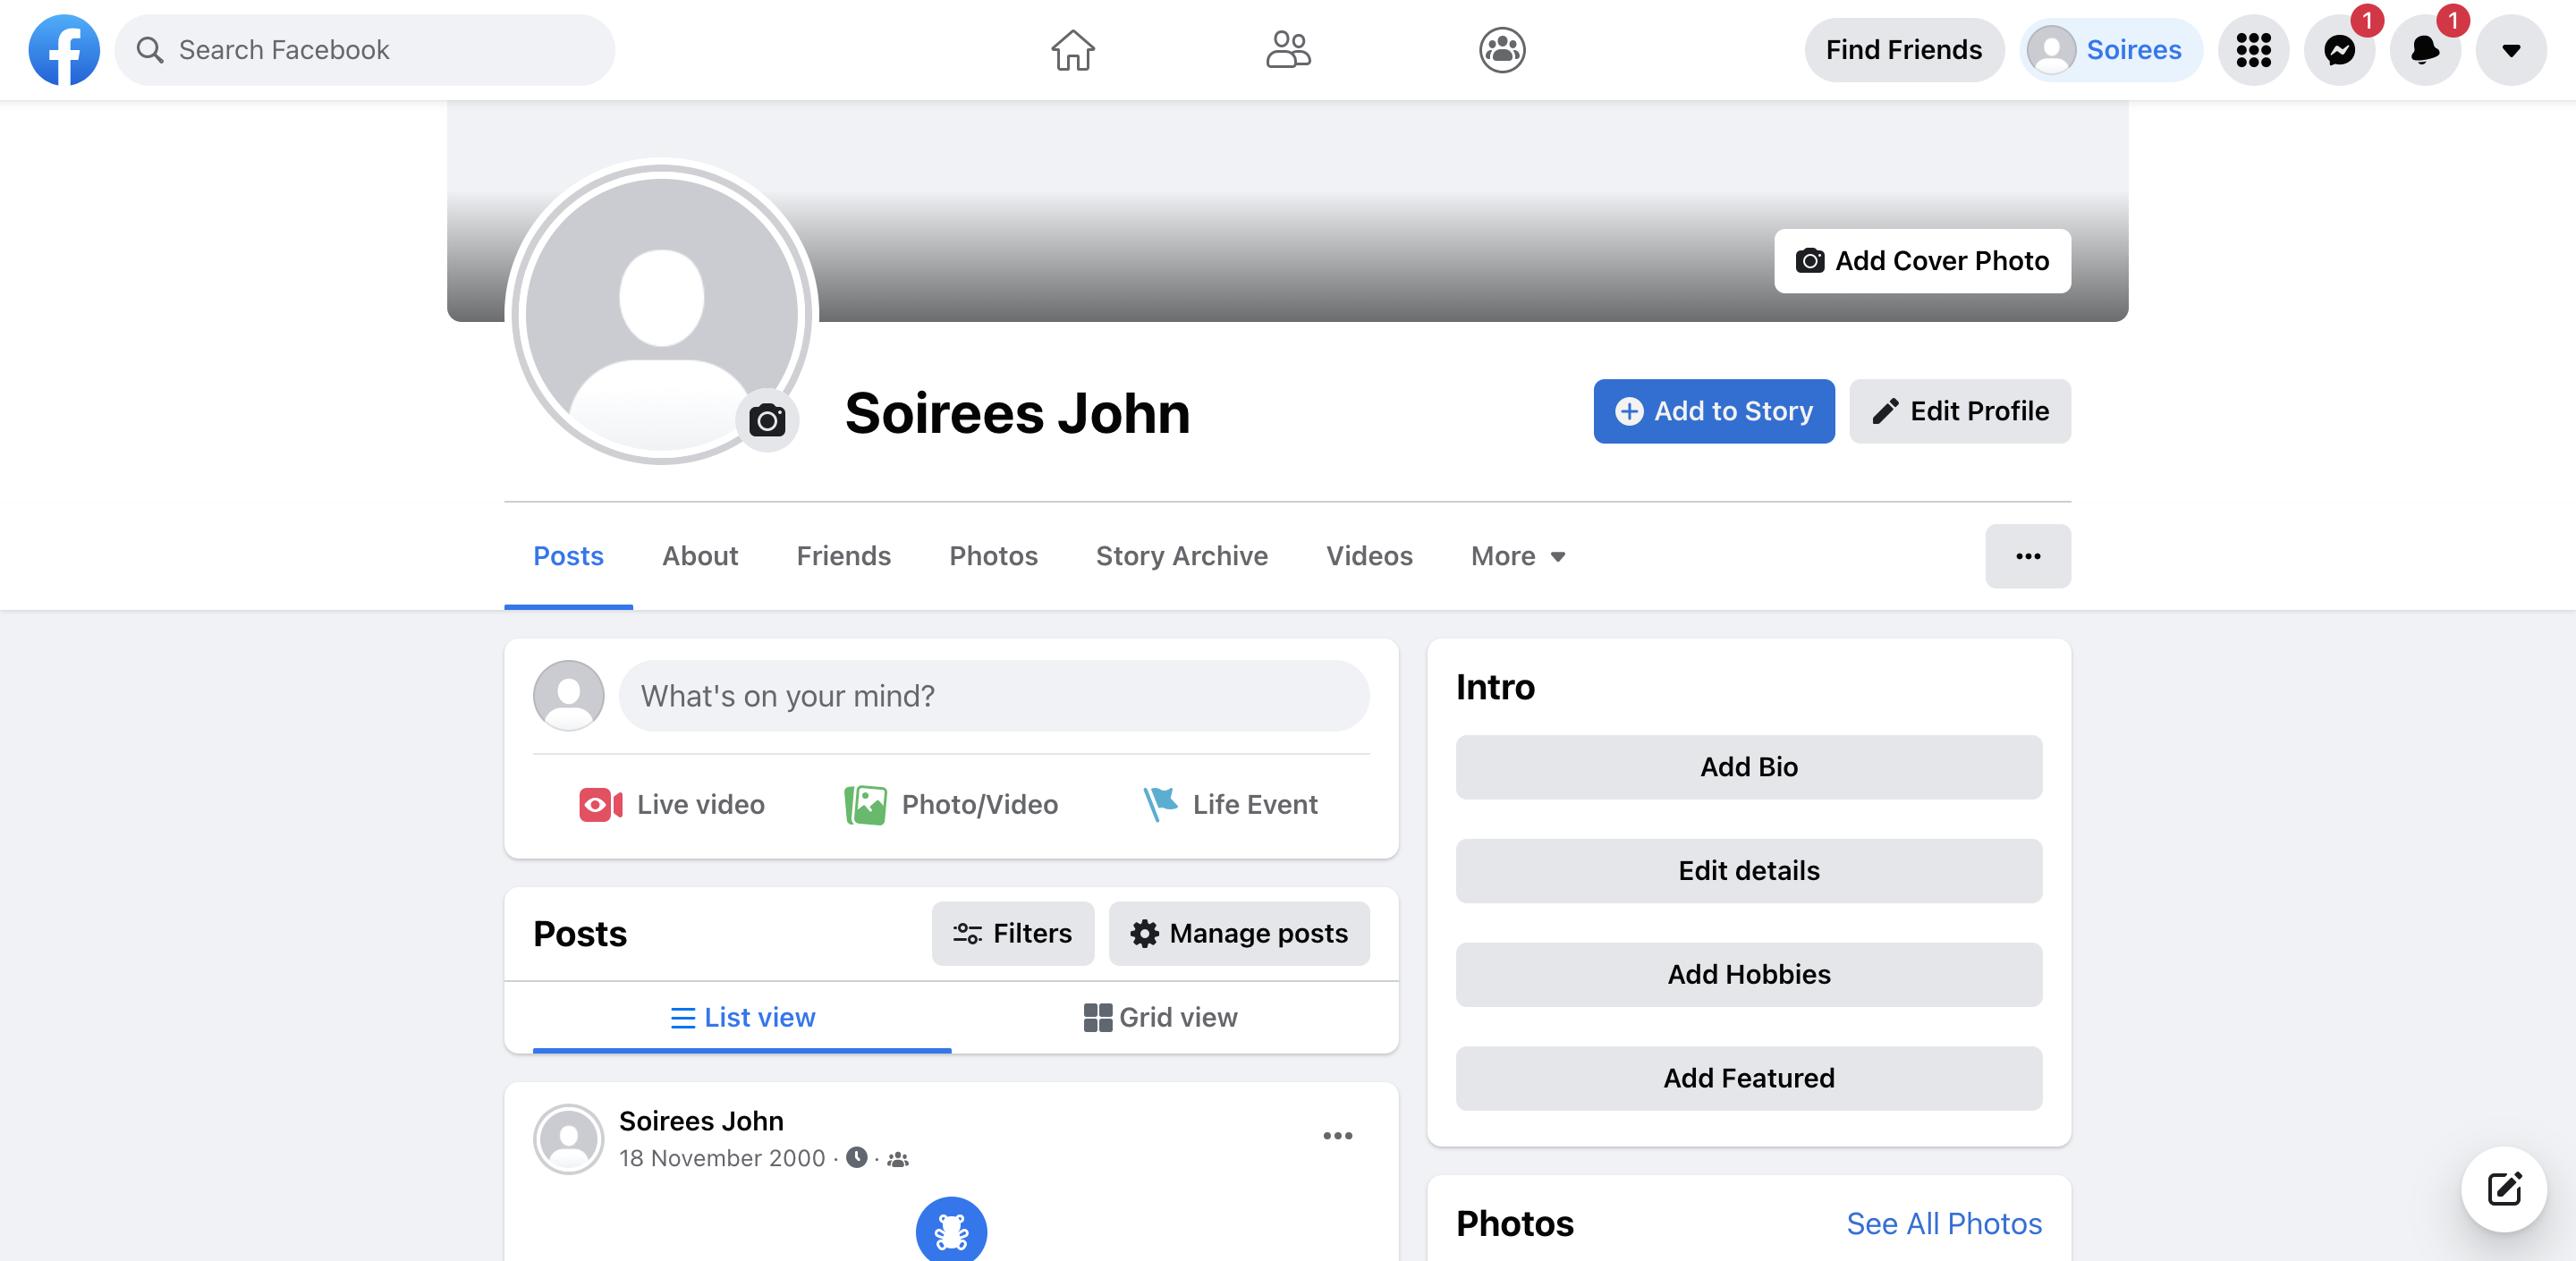 Search Facebook
Find Friends
Soirees
1
1
Add Cover Photo
Soirees John
Add to Story
Edit Profile
Posts
About
Friends
Photos
Story Archive
Videos
More
What's on your mind?
Live video
Photo/Video
Life Event
Posts
Filters
Manage posts
List view
Grid view
Soirees John
18 November 2000 · ·
Intro
Add Bio
Edit details
Add Hobbies
Add Featured
Photos
See All Photos